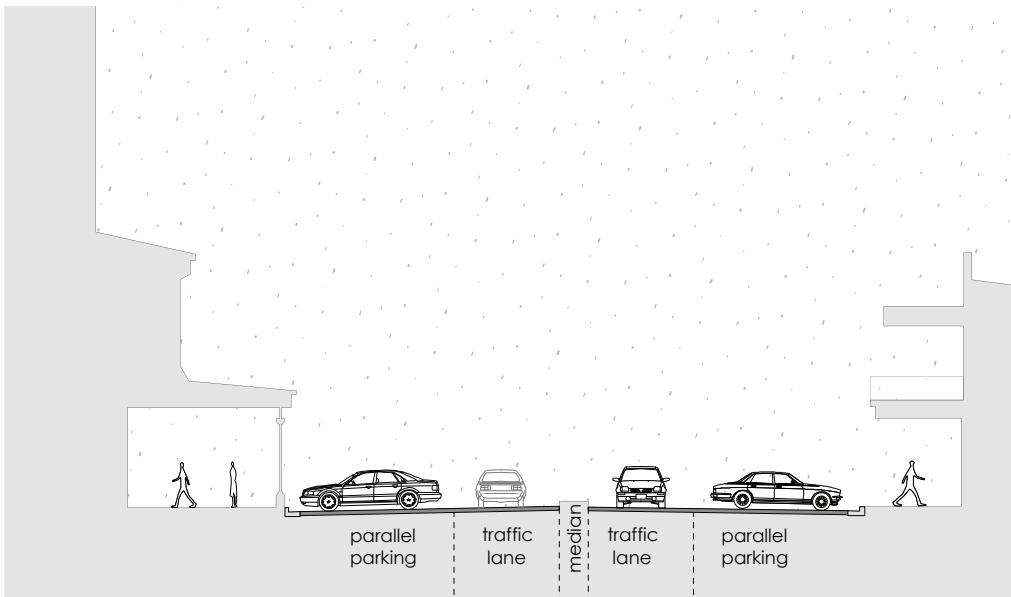 parallel
parking
traffic
lane
median
traffic
lane
parallel
parking